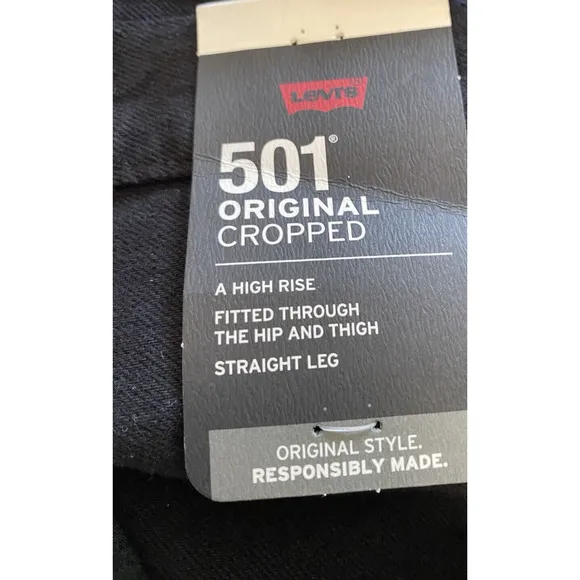 Levi's
501®
ORIGINAL
CROPPED
A HIGH RISE
FITTED THROUGH
THE HIP AND THIGH
STRAIGHT LEG
ORIGINAL STYLE.
RESPONSIBLY MADE.